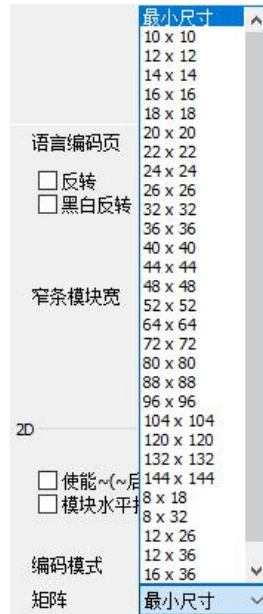 最小尺寸
10 x 10
12 x 12
14 x 14
16 x 16
18 x 18
20 x 20
语言编码页
22 x 22
24 x 24
反转
26 x 26
黑白反转
32 x 32
36 x 36
40 x 40
44 x 44
48 x 48
窄条模块宽
52 x 52
64 x 64
72 x 72
80 x 80
88 x 88
96 x 96
104 x 104
2D
120 x 120
132 x 132
使能~(~后
144 x 144
模块水平
8 x 18
8 x 32
12 x 26
编码模式
12 x 36
16 x 36
矩阵
最小尺寸